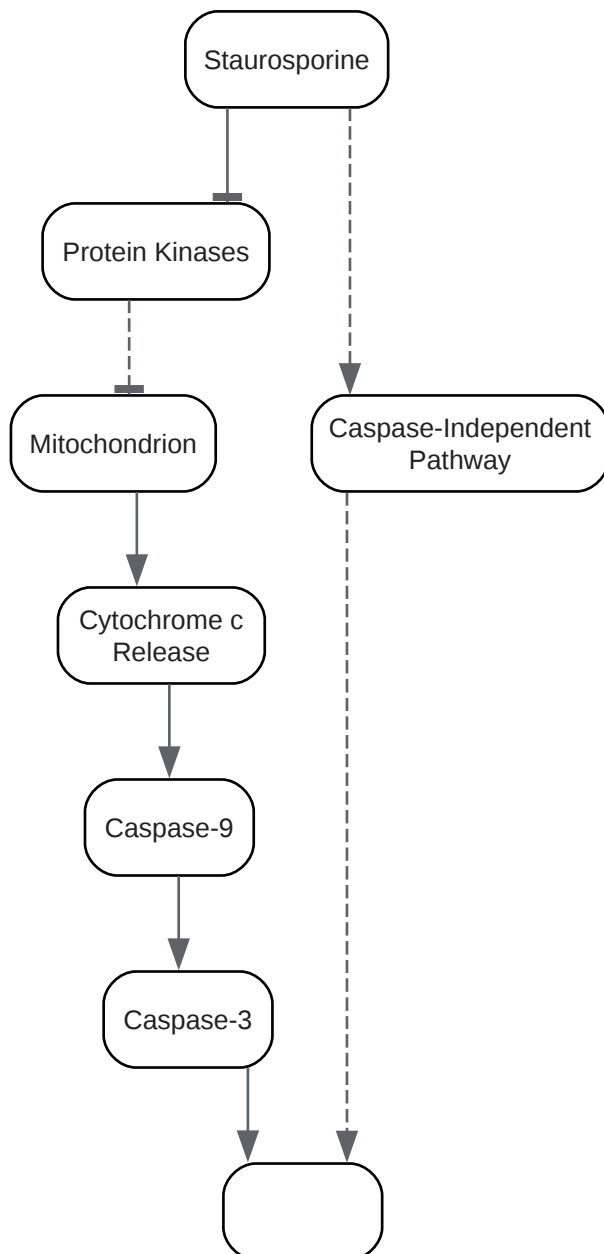 Staurosporine
Protein Kinases
Mitochondrion
Caspase-Independent
Pathway
Cytochrome c
Release
Caspase-9
Caspase-3